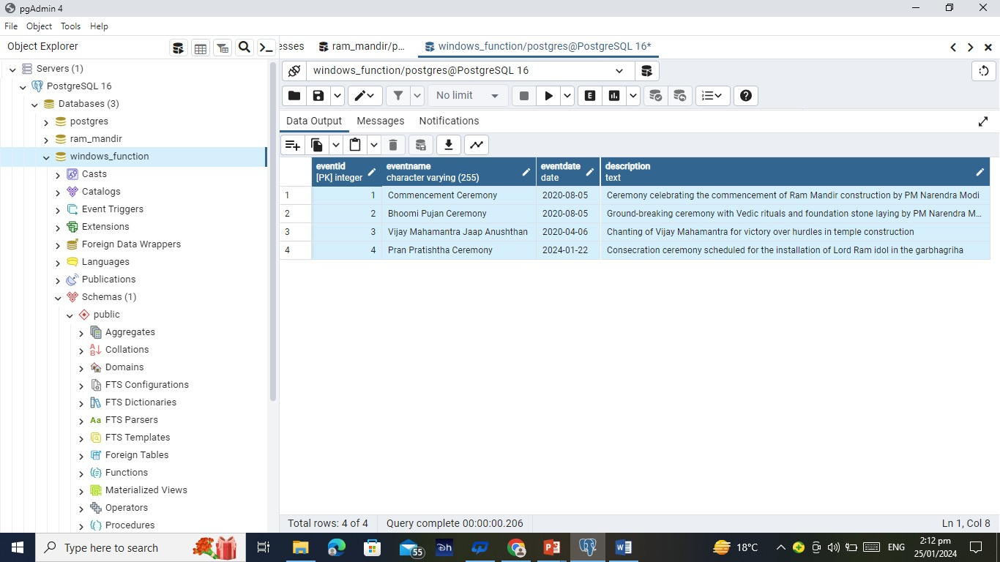 pgAdmin 4
File Object Tools Help
Object Explorer
esses ram_mandir/p... windows_function/postgres@PostgreSQL 16*
Servers (1)
PostgreSQL 16
Databases (3)
postgres
ram_mandir
windows_function
Casts
Catalogs
Event Triggers
Extensions
Foreign Data Wrappers
Languages
Publications
Schemas (1)
public
Aggregates
Collations
Domains
FTS Configurations
FTS Dictionaries
Aa FTS Parsers
FTS Templates
Foreign Tables
Functions
Materialized Views
Operators
Procedures
windows_function/postgres@PostgreSQL 16
No limit E
Data Output Messages Notifications
eventid eventname eventdate description
[PK] integer character varying (255) date text
1 1 Commencement Ceremony 2020-08-05 Ceremony celebrating the commencement of Ram Mandir construction by PM Narendra Modi
2 2 Bhoomi Pujan Ceremony 2020-08-05 Ground-breaking ceremony with Vedic rituals and foundation stone laying by PM Narendra M...
3 3 Vijay Mahamantra Jaap Anushthan 2020-04-06 Chanting of Vijay Mahamantra for victory over hurdles in temple construction
4 4 Pran Pratishtha Ceremony 2024-01-22 Consecration ceremony scheduled for the installation of Lord Ram idol in the garbhagriha
Total rows: 4 of 4 Query complete 00:00:00.206 Ln 1, Col 8
Type here to search 55 18°C ENG 2:12 pm
25/01/2024